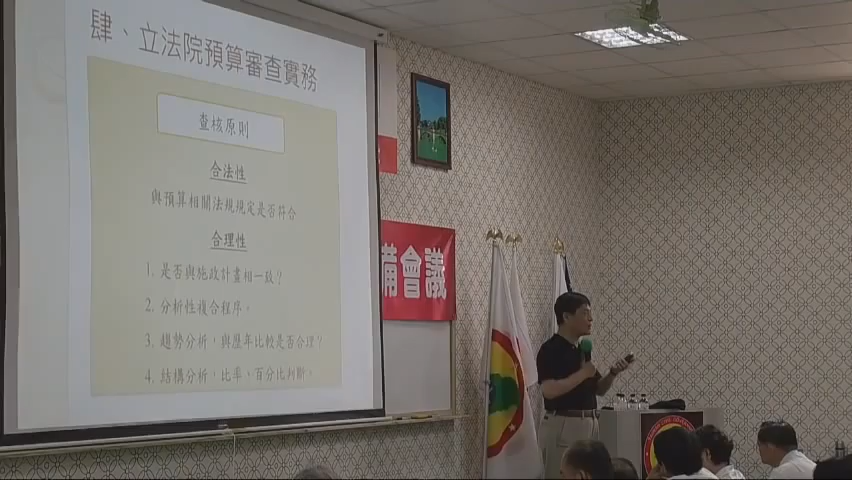 肆、立法院預算審查實務
查核原則
合法性
與預算相關法規規定是否符合
合理性
1. 是否與施政計畫相一致？
2. 分析性複合程序。
3. 趨勢分析，與歷年比較是否合理？
4. 結構分析，比率、百分比判斷。
備會議